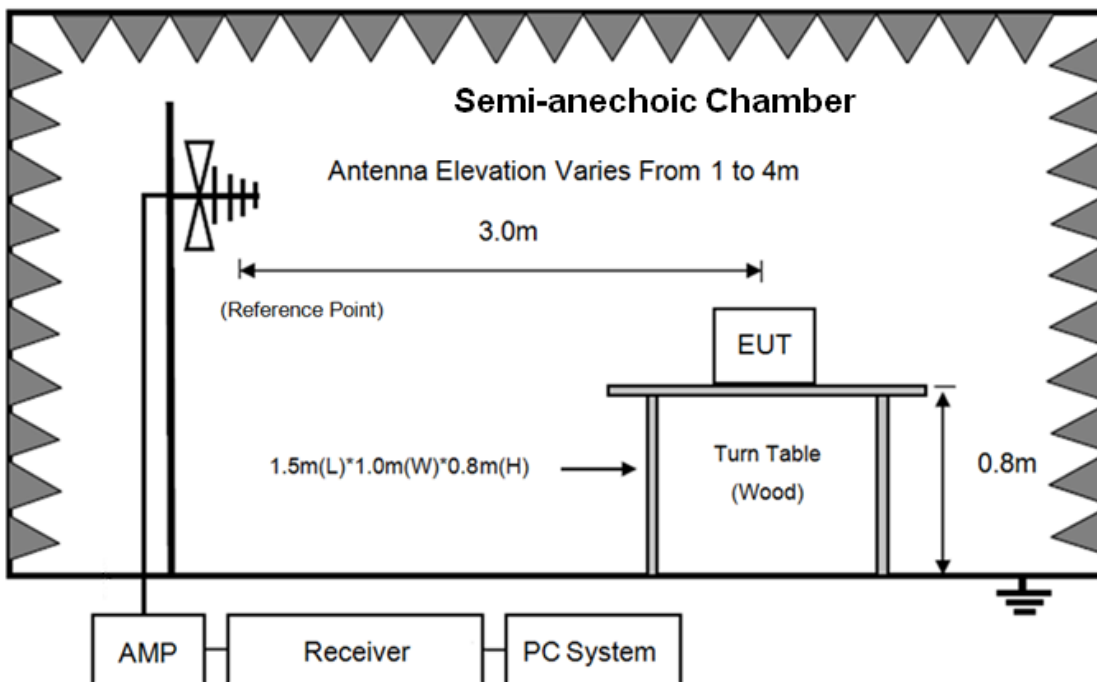 Semi-anechoic Chamber
Antenna Elevation Varies From 1 to 4m
3.0m
(Reference Point)
EUT
1.5m(L)*1.0m(W)*0.8m(H)
Turn Table
(Wood)
0.8m
AMP
Receiver
PC System